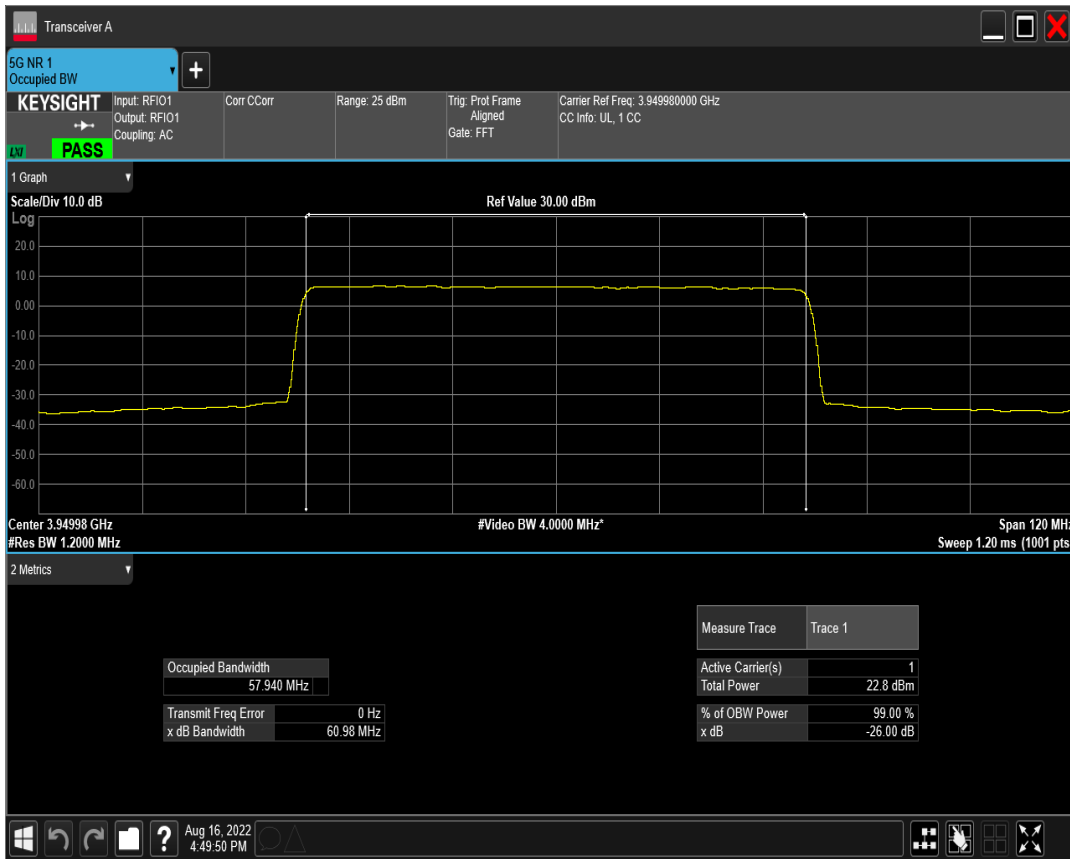 Transceiver A
5G NR 1
Occupied BW
+
KEYSIGHT
LXI
PASS
Input: RFIO1
Output: RFIO1
Coupling: AC
Corr CCorr
Range: 25 dBm
Trig: Prot Frame
Aligned
Gate: FFT
Carrier Ref Freq: 3.949980000 GHz
CC Info: UL, 1 CC
1 Graph
Scale/Div 10.0 dB
Ref Value 30.00 dBm
Log
20.0
10.0
0.00
-10.0
-20.0
-30.0
-40.0
-50.0
-60.0
Center 3.94998 GHz
#Video BW 4.0000 MHz*
Span 120 MHz
#Res BW 1.2000 MHz
Sweep 1.20 ms (1001 pts
2 Metrics
Measure Trace Trace 1
Occupied Bandwidth
57.940 MHz
Active Carrier(s) 1
Total Power 22.8 dBm
Transmit Freq Error 0 Hz
x dB Bandwidth 60.98 MHz
% of OBW Power 99.00 %
x dB -26.00 dB
?
Aug 16, 2022
4:49:50 PM